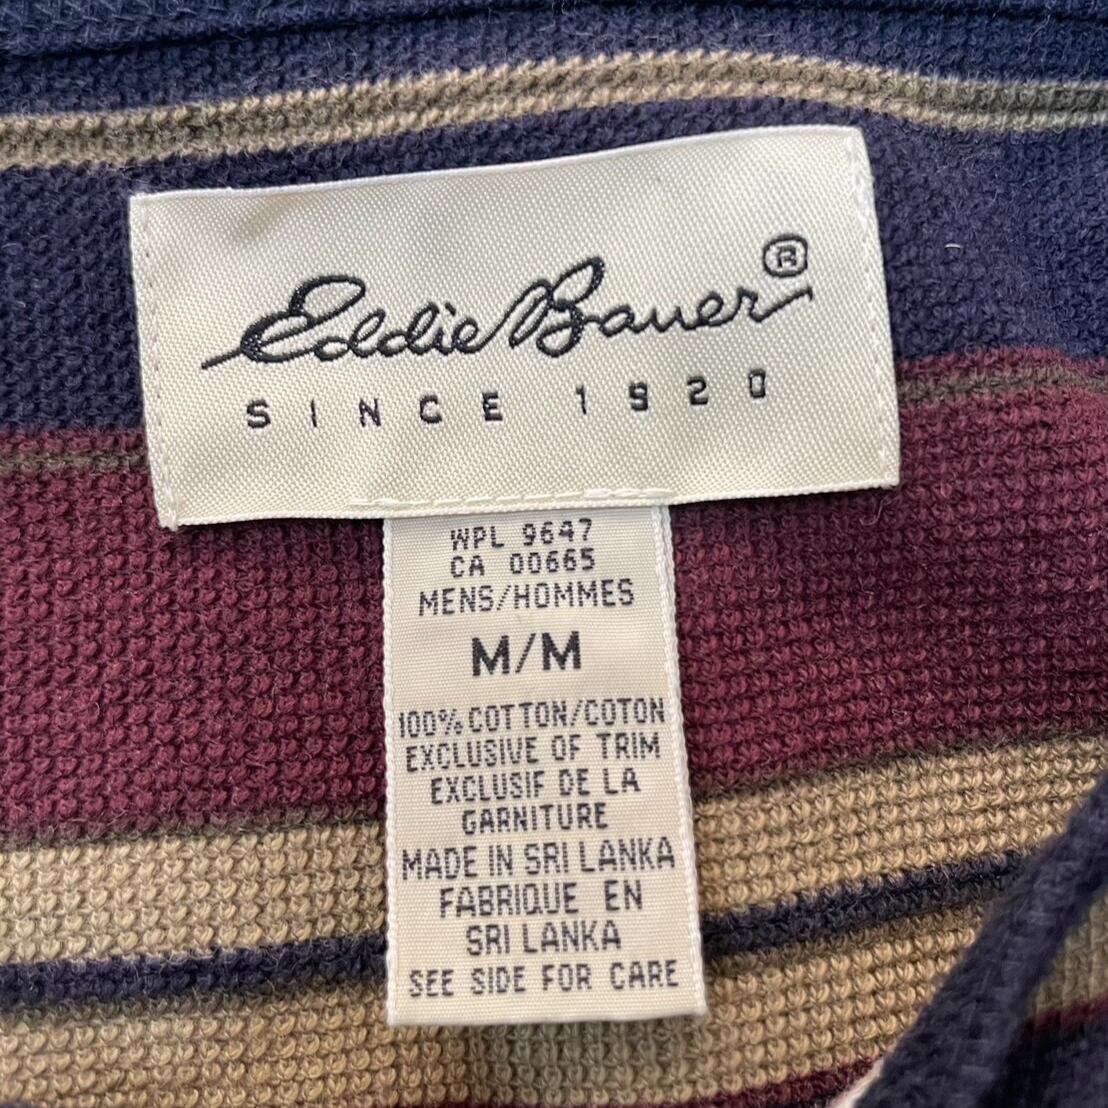 Eddie Bauer®
SINCE 1920
WPL 9647
CA 00665
MENS/HOMMES
M/M
100% COTTON/COTON
EXCLUSIVE OF TRIM
EXCLUSIF DE LA
GARNITURE
MADE IN SRI LANKA
FABRIQUE EN
SRI LANKA
SEE SIDE FOR CARE